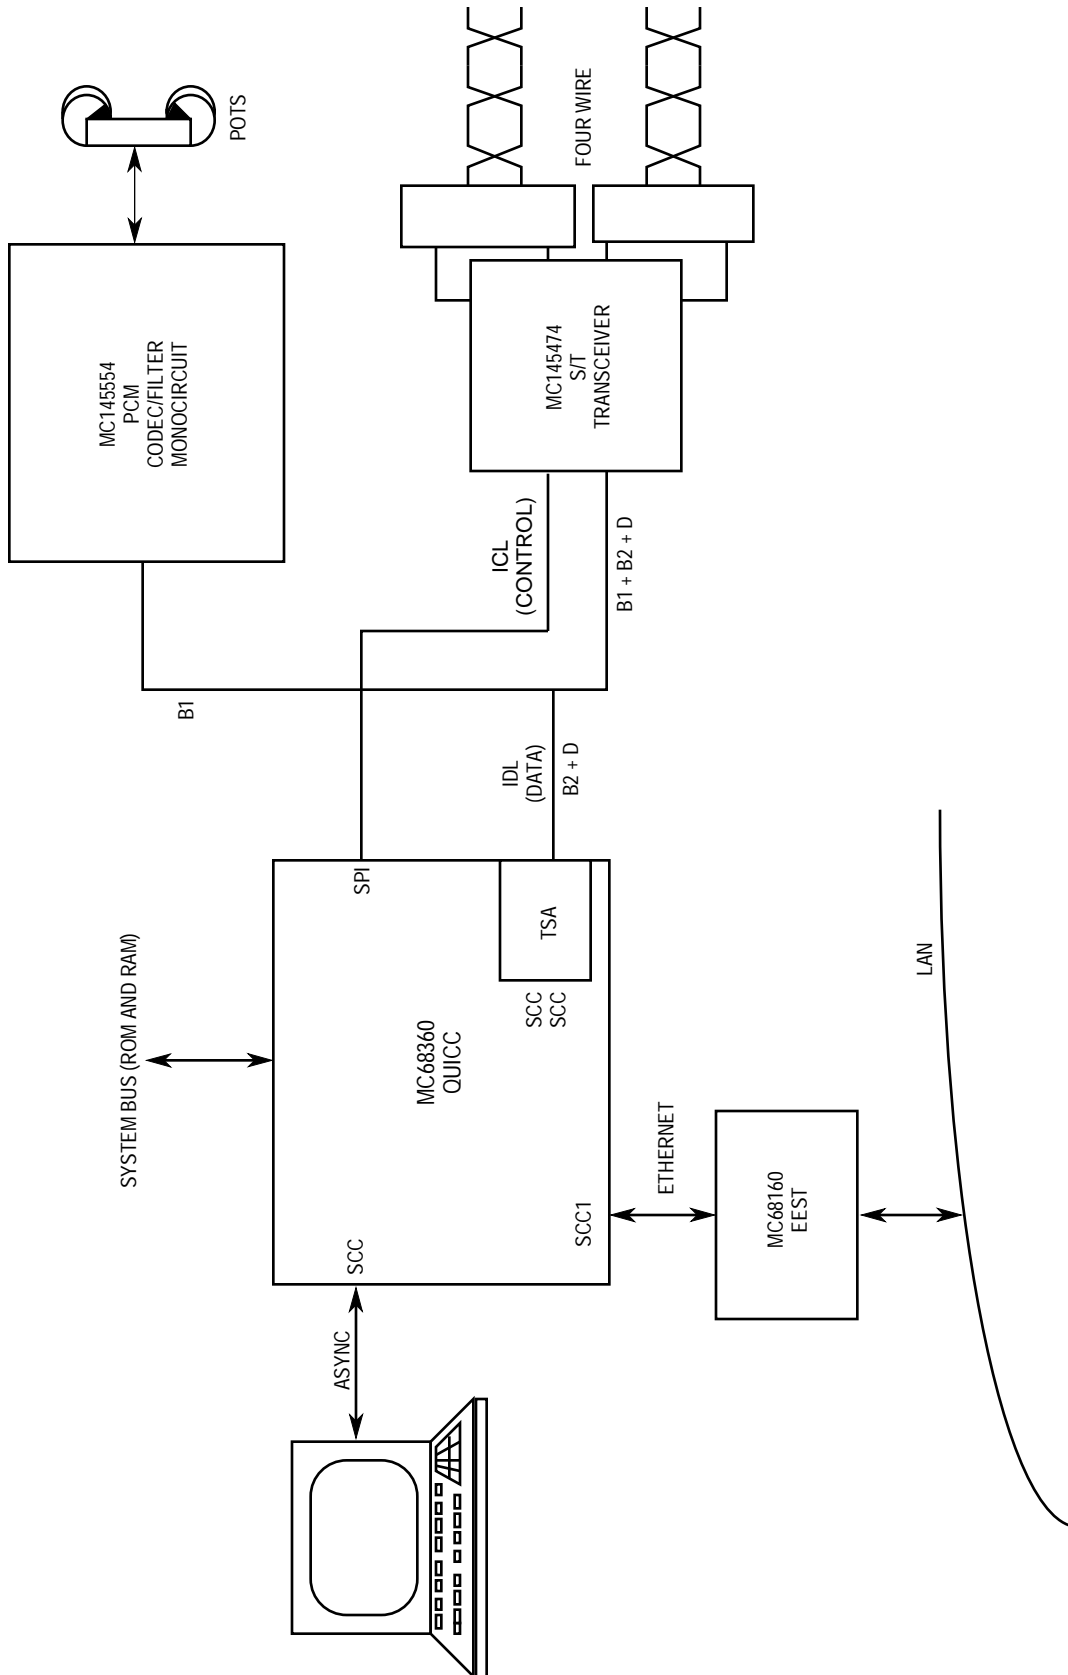 POTS
MC145554
PCM
CODEC/FILTER
MONOCIRCUIT
FOUR WIRE
MC145474
S/T
TRANSCEIVER
ICL
(CONTROL)
B1 + B2 + D
B1
IDL
(DATA)
B2 + D
SYSTEM BUS (ROM AND RAM)
SPI
TSA
SCC
SCC
MC68360
QUICC
SCC
SCC1
ASYNC
ETHERNET
MC68160
EEST
LAN